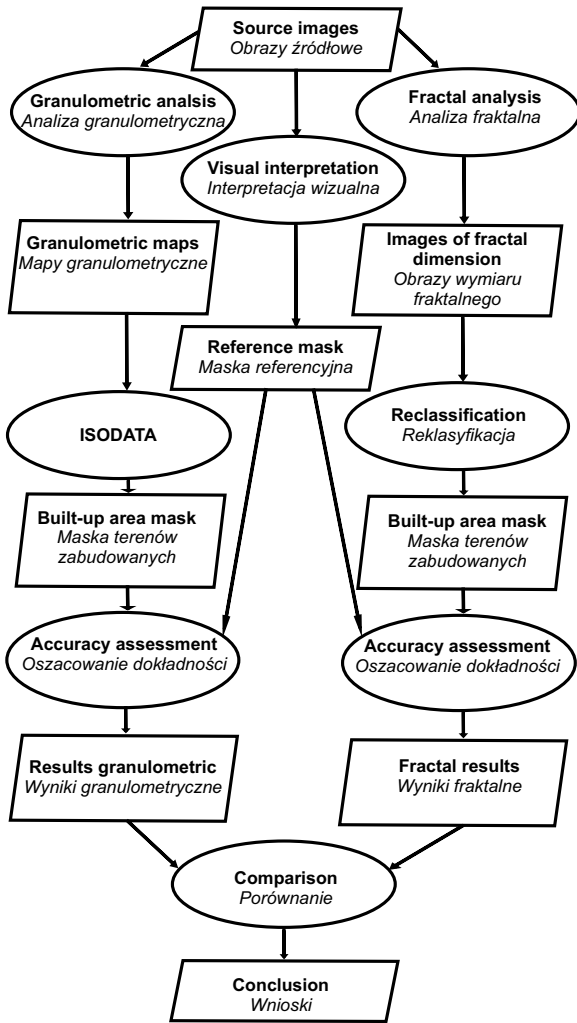 Source images
Obrazy źródłowe
Granulometric analsis
Analiza granulometryczna
Fractal analysis
Analiza fraktalna
Visual interpretation
Interpretacja wizualna
Granulometric maps
Mapy granulometryczne
Images of fractal
dimension
Obrazy wymiaru
fraktalnego
Reference mask
Maska referencyjna
ISODATA
Reclassification
Reklasyfikacja
Built-up area mask
Maska terenów
zabudowanych
Built-up area mask
Maska terenów
zabudowanych
Accuracy assessment
Oszacowanie dokładności
Accuracy assessment
Oszacowanie dokładności
Results granulometric
Wyniki granulometryczne
Fractal results
Wyniki fraktalne
Comparison
Porównanie
Conclusion
Wnioski